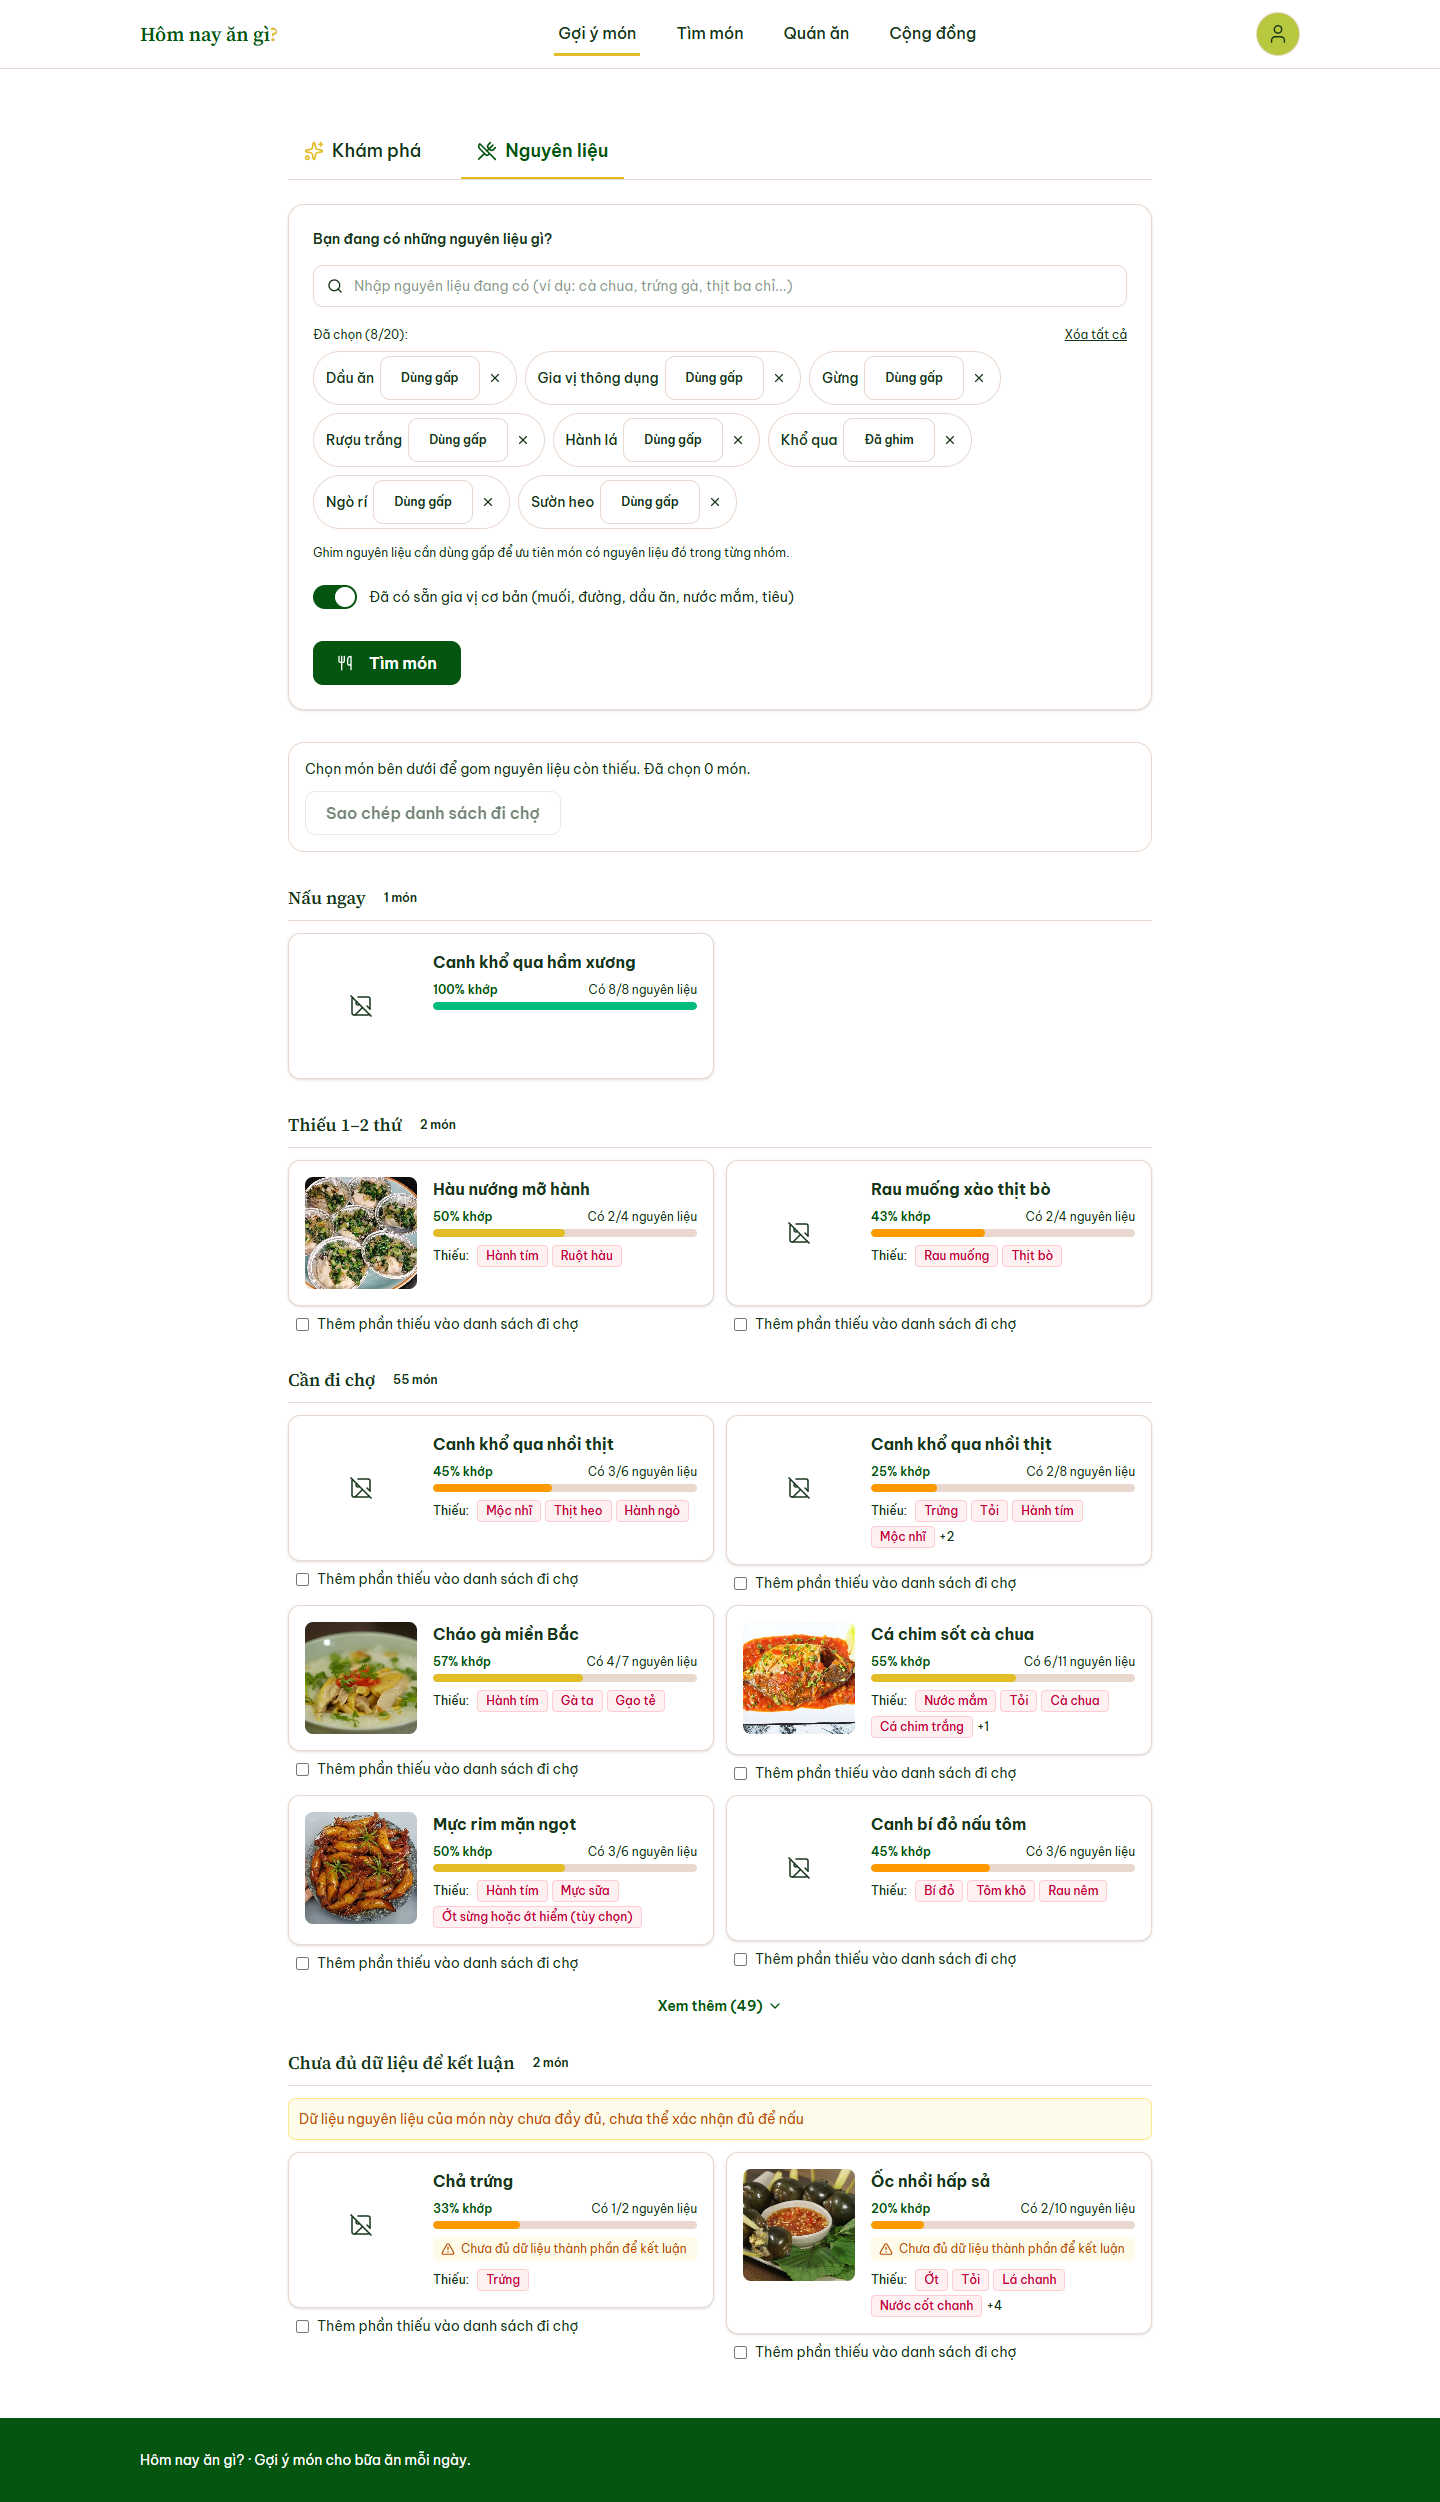 Hôm nay ăn gì?
Gợi ý món
Tìm món
Quán ăn
Cộng đồng
Khám phá
Nguyên liệu
Bạn đang có những nguyên liệu gì?
Nhập nguyên liệu đang có (ví dụ: cà chua, trứng gà, thịt ba chỉ...)
Đã chọn (8/20):
Xóa tất cả
Dầu ăn Dùng gấp ×
Gia vị thông dụng Dùng gấp ×
Gừng Dùng gấp ×
Rượu trắng Dùng gấp ×
Hành lá Dùng gấp ×
Khổ qua Đã ghim ×
Ngò rí Dùng gấp ×
Sườn heo Dùng gấp ×
Ghim nguyên liệu cần dùng gấp để ưu tiên món có nguyên liệu đó trong từng nhóm.
Đã có sẵn gia vị cơ bản (muối, đường, dầu ăn, nước mắm, tiêu)
Tìm món
Chọn món bên dưới để gom nguyên liệu còn thiếu. Đã chọn 0 món.
Sao chép danh sách đi chợ
Nấu ngay 1 món
Canh khổ qua hầm xương
100% khớp Có 8/8 nguyên liệu
Thiếu 1–2 thứ 2 món
Hàu nướng mỡ hành
50% khớp Có 2/4 nguyên liệu
Thiếu: Hành tím Ruột hàu
Thêm phần thiếu vào danh sách đi chợ
Rau muống xào thịt bò
43% khớp Có 2/4 nguyên liệu
Thiếu: Rau muống Thịt bò
Thêm phần thiếu vào danh sách đi chợ
Cần đi chợ 55 món
Canh khổ qua nhồi thịt
45% khớp Có 3/6 nguyên liệu
Thiếu: Mộc nhĩ Thịt heo Hành ngò
Thêm phần thiếu vào danh sách đi chợ
Canh khổ qua nhồi thịt
25% khớp Có 2/8 nguyên liệu
Thiếu: Trứng Tỏi Hành tím
Mộc nhĩ +2
Thêm phần thiếu vào danh sách đi chợ
Cháo gà miền Bắc
57% khớp Có 4/7 nguyên liệu
Thiếu: Hành tím Gà ta Gạo tẻ
Thêm phần thiếu vào danh sách đi chợ
Cá chim sốt cà chua
55% khớp Có 6/11 nguyên liệu
Thiếu: Nước mắm Tỏi Cà chua
Cá chim trắng +1
Thêm phần thiếu vào danh sách đi chợ
Mực rim mặn ngọt
50% khớp Có 3/6 nguyên liệu
Thiếu: Hành tím Mực sữa
Ớt sừng hoặc ớt hiểm (tùy chọn)
Thêm phần thiếu vào danh sách đi chợ
Canh bí đỏ nấu tôm
45% khớp Có 3/6 nguyên liệu
Thiếu: Bí đỏ Tôm khô Rau nêm
Thêm phần thiếu vào danh sách đi chợ
Xem thêm (49)
Chưa đủ dữ liệu để kết luận 2 món
Dữ liệu nguyên liệu của món này chưa đầy đủ, chưa thể xác nhận đủ để nấu
Chả trứng
33% khớp Có 1/2 nguyên liệu
Chưa đủ dữ liệu thành phần để kết luận
Thiếu: Trứng
Thêm phần thiếu vào danh sách đi chợ
Ốc nhồi hấp sả
20% khớp Có 2/10 nguyên liệu
Chưa đủ dữ liệu thành phần để kết luận
Thiếu: Ớt Tỏi Lá chanh
Nước cốt chanh +4
Thêm phần thiếu vào danh sách đi chợ
Hôm nay ăn gì? · Gợi ý món cho bữa ăn mỗi ngày.